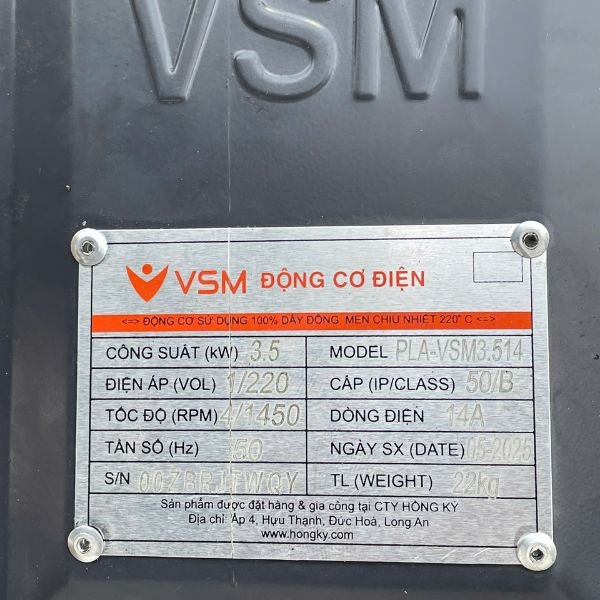 VSM
VSM ĐỘNG CƠ ĐIỆN
<=> ĐỘNG CƠ SỬ DỤNG 100% DÂY ĐỒNG MEN CHỊU NHIỆT 220°C <=>
CÔNG SUẤT (kW) 3.5 MODEL PLA-VSM3.514
ĐIỆN ÁP (VOL) 1/220 CẤP (IP/CLASS) 50/B
TỐC ĐỘ (RPM) 4/1450 DÒNG ĐIỆN 14A
TẦN SỐ (Hz) 50 NGÀY SX (DATE) 05-2025
S/N TL (WEIGHT) 22kg
Sản phẩm được đặt hàng & gia công tại CTY HỒNG KÝ
Địa chỉ: Ấp 4, Hựu Thạnh, Đức Hoà, Long An
www.hongky.com